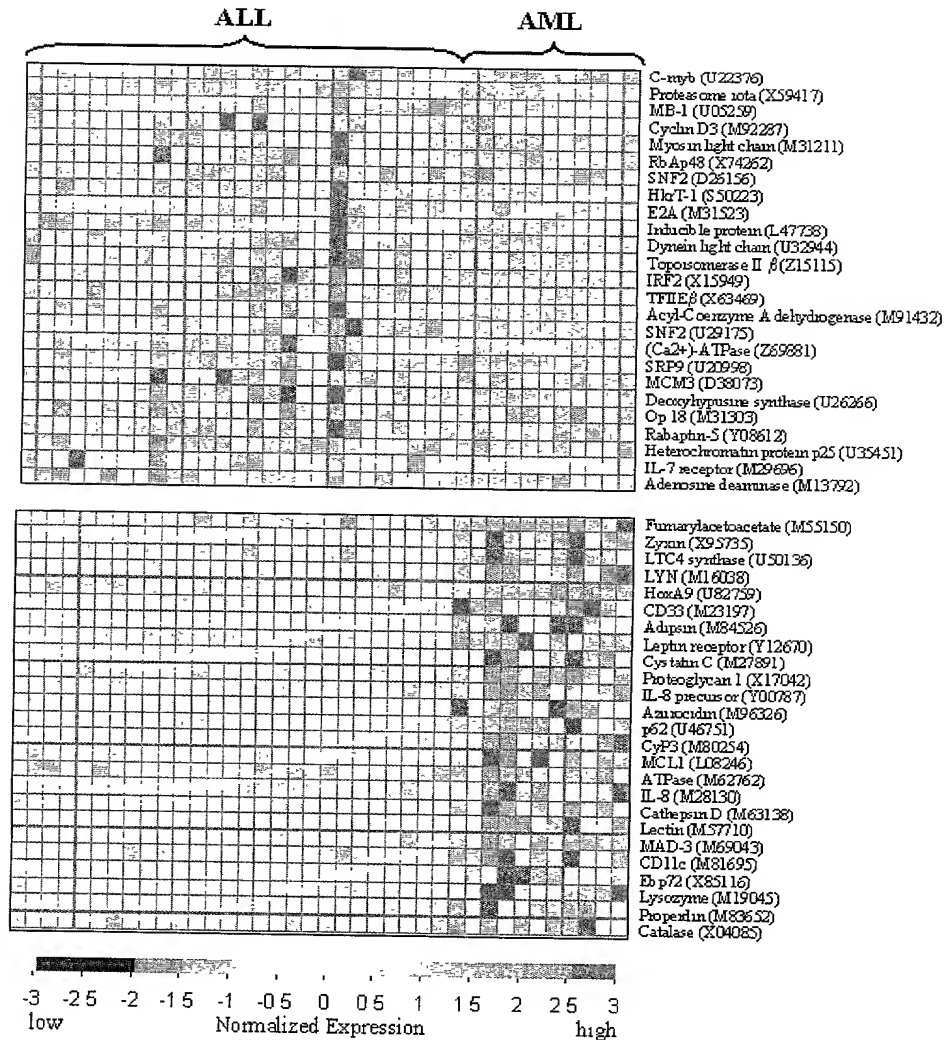 ALL AML
C-myb (U22376)
Proteasome iota (X59417)
MB-1 (U05259)
Cyclin D3 (M92287)
Myosin light chain (M31211)
RbAp48 (X74262)
SNF2 (D26156)
HkrT-1 (S50223)
E2A (M31523)
Inducible protein (L47738)
Dynein light chain (U32944)
Topoisomerase II β (Z15115)
IRF2 (X15949)
TFIIEβ (X63469)
Acyl-Coenzyme A dehydrogenase (M91432)
SNF2 (U29175)
(Ca2+)-ATPase (Z69881)
SRP9 (U20998)
MCM3 (D38073)
Deoxyhypusine synthase (U26266)
Op 18 (M31303)
Rabaptin-5 (Y08612)
Heterochromatin protein p25 (U35451)
IL-7 receptor (M29696)
Adenosine deaminase (M13792)
Fumarylacetoacetate (M55150)
Zyxin (X95735)
LTC4 synthase (U50136)
LYN (M16038)
HoxA9 (U82759)
CD33 (M23197)
Adipsin (M84526)
Leptin receptor (Y12670)
Cystatin C (M27891)
Proteoglycan 1 (X17042)
IL-8 precursor (Y00787)
Azurocidin (M96326)
p62 (U46751)
CyP3 (M80254)
MCL1 (L08246)
ATPase (M62762)
IL-8 (M28130)
Cathepsin D (M63138)
Lectin (M57710)
MAD-3 (M69043)
CD11c (M81695)
Ebp72 (X85116)
Lysozyme (M19045)
Properdin (M83652)
Catalase (X04085)
-3 -2 5 -2 -1 5 -1 -0 5 0 0 5 1 1 5 2 2 5 3
low Normalized Expression high